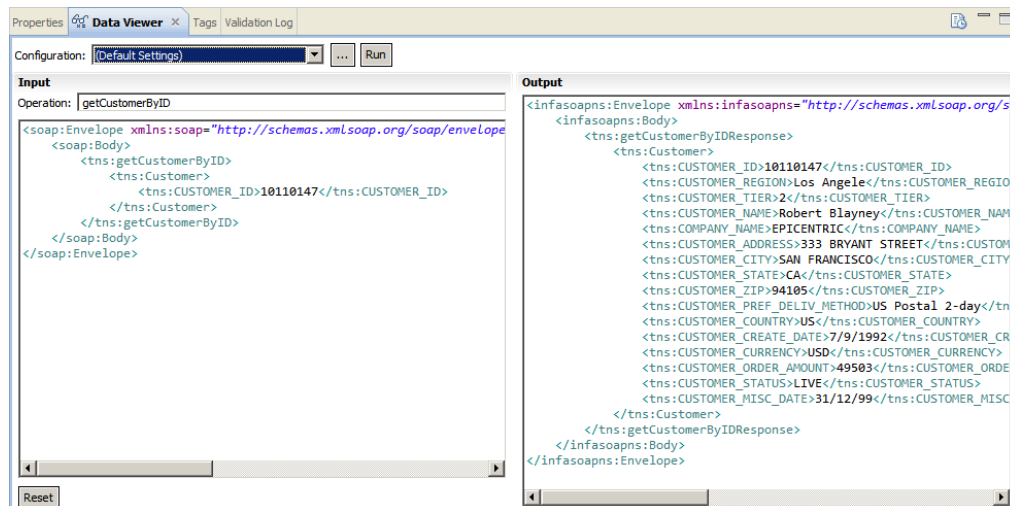 Properties Data Viewer Tags Validation Log
Configuration: (Default Settings) ... Run
Input
Operation: getCustomerByID
<soap:Envelope xmlns:soap="http://schemas.xmlsoap.org/soap/envelope
<soap:Body>
<tns:getCustomerByID>
<tns:Customer>
<tns:CUSTOMER_ID>10110147</tns:CUSTOMER_ID>
</tns:Customer>
</tns:getCustomerByID>
</soap:Body>
</soap:Envelope>
Reset
Output
<infasoapns:Envelope xmlns:infasoapns="http://schemas.xmlsoap.org/s
<infasoapns:Body>
<tns:getCustomerByIDResponse>
<tns:Customer>
<tns:CUSTOMER_ID>10110147</tns:CUSTOMER_ID>
<tns:CUSTOMER_REGION>Los Angele</tns:CUSTOMER_REGIO
<tns:CUSTOMER_TIER>2</tns:CUSTOMER_TIER>
<tns:CUSTOMER_NAME>Robert Blayney</tns:CUSTOMER_NAM
<tns:COMPANY_NAME>EPICENTRIC</tns:COMPANY_NAME>
<tns:CUSTOMER_ADDRESS>333 BRYANT STREET</tns:CUSTOM
<tns:CUSTOMER_CITY>SAN FRANCISCO</tns:CUSTOMER_CITY
<tns:CUSTOMER_STATE>CA</tns:CUSTOMER_STATE>
<tns:CUSTOMER_ZIP>94105</tns:CUSTOMER_ZIP>
<tns:CUSTOMER_PREF_DELIV_METHOD>US Postal 2-day</tn
<tns:CUSTOMER_COUNTRY>US</tns:CUSTOMER_COUNTRY>
<tns:CUSTOMER_CREATE_DATE>7/9/1992</tns:CUSTOMER_CR
<tns:CUSTOMER_CURRENCY>USD</tns:CUSTOMER_CURRENCY>
<tns:CUSTOMER_ORDER_AMOUNT>49503</tns:CUSTOMER_ORDE
<tns:CUSTOMER_STATUS>LIVE</tns:CUSTOMER_STATUS>
<tns:CUSTOMER_MISC_DATE>31/12/99</tns:CUSTOMER_MISC
</tns:Customer>
</tns:getCustomerByIDResponse>
</infasoapns:Body>
</infasoapns:Envelope>